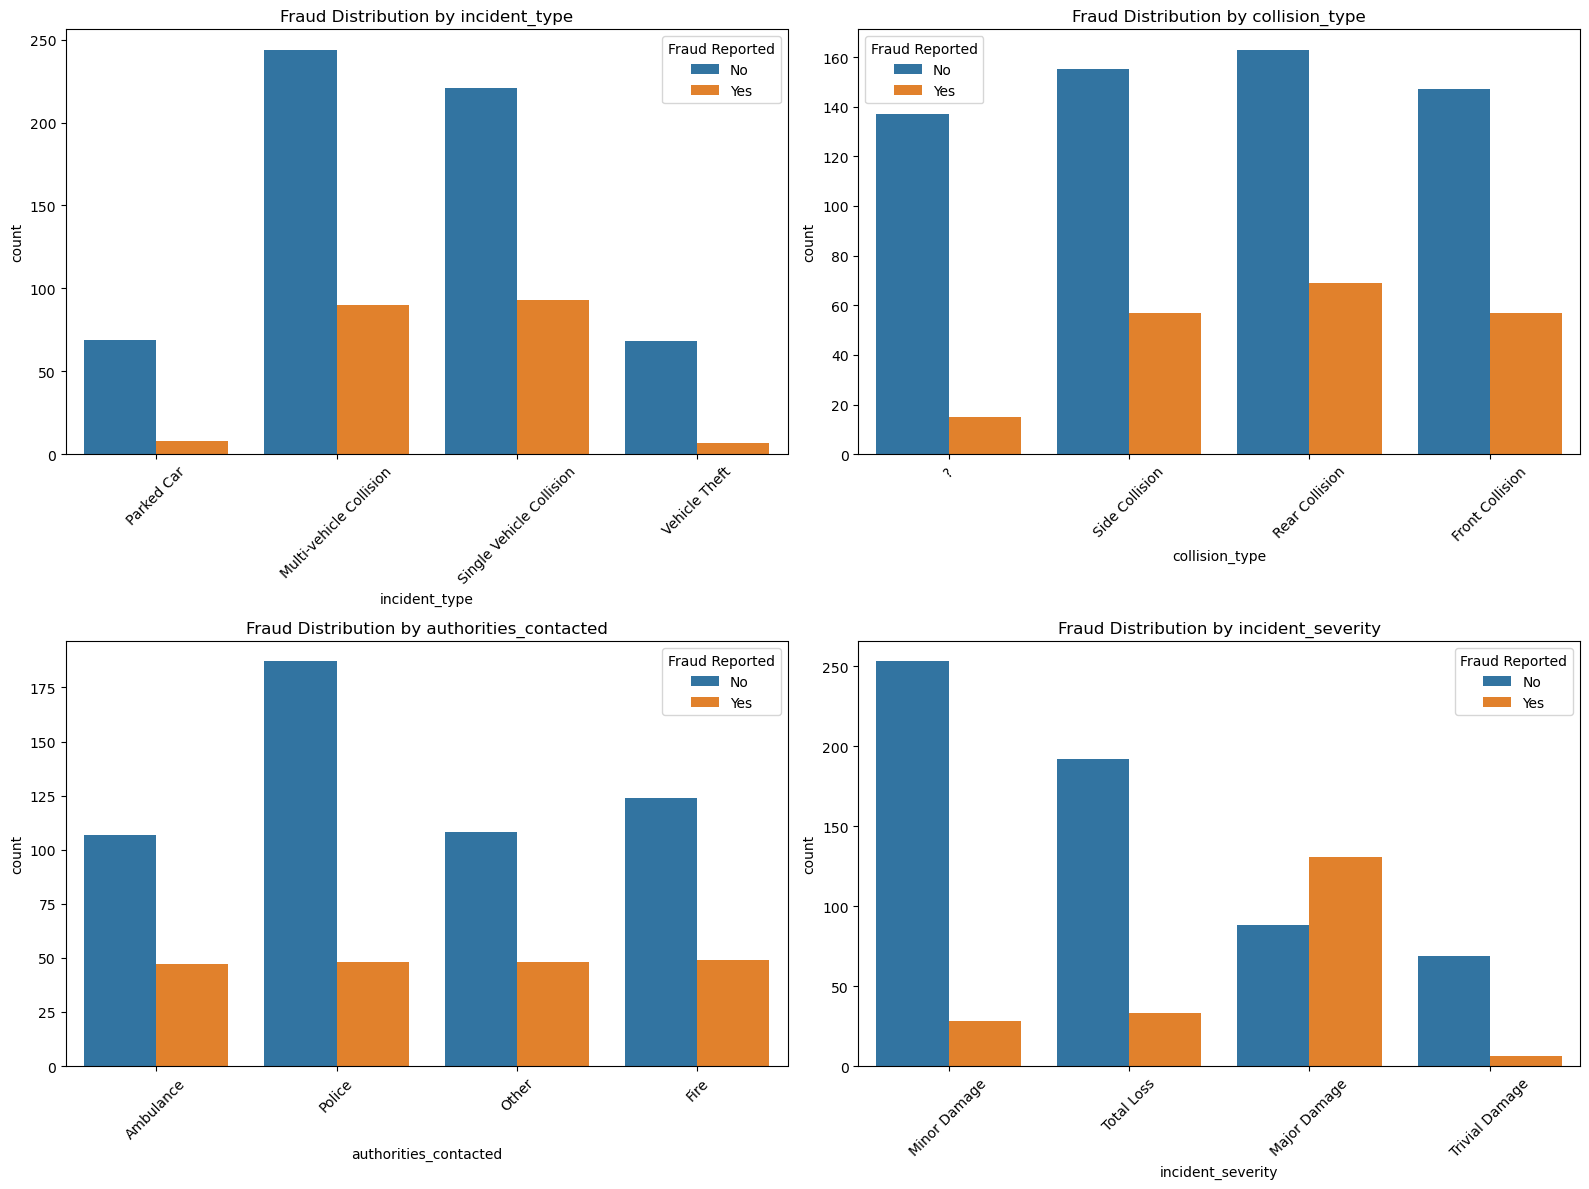 Fraud Distribution by incident_type
Fraud Reported
No
Yes
250
200
150
100
50
0
count
Parked Car
Multi-vehicle Collision
Single Vehicle Collision
Vehicle Theft
incident_type
Fraud Distribution by collision_type
Fraud Reported
No
Yes
160
140
120
100
80
60
40
20
0
count
?
Side Collision
Rear Collision
Front Collision
collision_type
Fraud Distribution by authorities_contacted
Fraud Reported
No
Yes
175
150
125
100
75
50
25
0
count
Ambulance
Police
Other
Fire
authorities_contacted
Fraud Distribution by incident_severity
Fraud Reported
No
Yes
250
200
150
100
50
0
count
Minor Damage
Total Loss
Major Damage
Trivial Damage
incident_severity